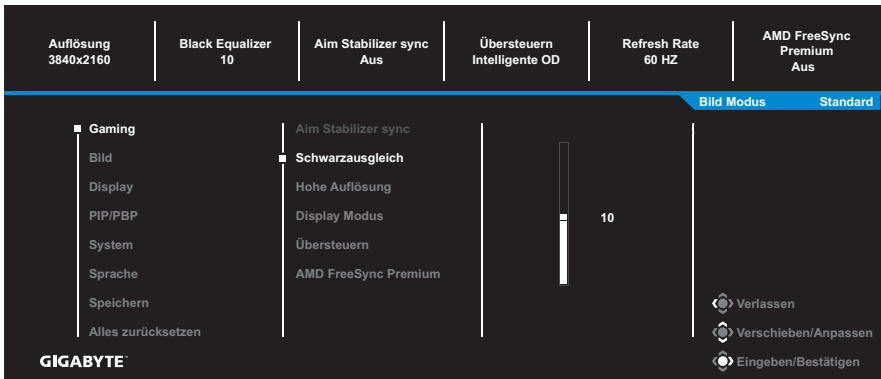 Auflösung
3840x2160
Black Equalizer
10
Aim Stabilizer sync
Aus
Übersteuern
Intelligente OD
Refresh Rate
60 HZ
AMD FreeSync
Premium
Aus
Bild Modus Standard
Gaming
Bild
Display
PIP/PBP
System
Sprache
Speichern
Alles zurücksetzen
Aim Stabilizer sync
Schwarzausgleich
Hohe Auflösung
Display Modus
Übersteuern
AMD FreeSync Premium
10
Verlassen
Verschieben/Anpassen
Eingeben/Bestätigen
GIGABYTE™